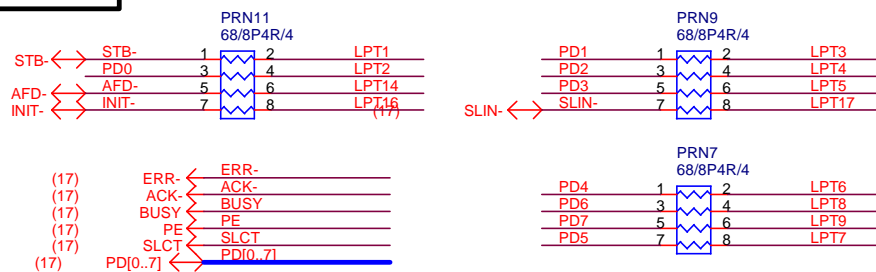 PRN11
68/8P4R/4
STB- STB- 1 2 LPT1
PD0 3 4 LPT2
AFD- AFD- 5 6 LPT14
INIT- INIT- 7 8 LPT16
(17)
PRN9
68/8P4R/4
PD1 1 2 LPT3
PD2 3 4 LPT4
PD3 5 6 LPT5
SLIN- SLIN- 7 8 LPT17
(17) ERR- ERR-
(17) ACK- ACK-
(17) BUSY BUSY
(17) PE PE
(17) SLCT SLCT
(17) PD[0..7] PD[0..7]
PRN7
68/8P4R/4
PD4 1 2 LPT6
PD6 3 4 LPT8
PD7 5 6 LPT9
PD5 7 8 LPT7